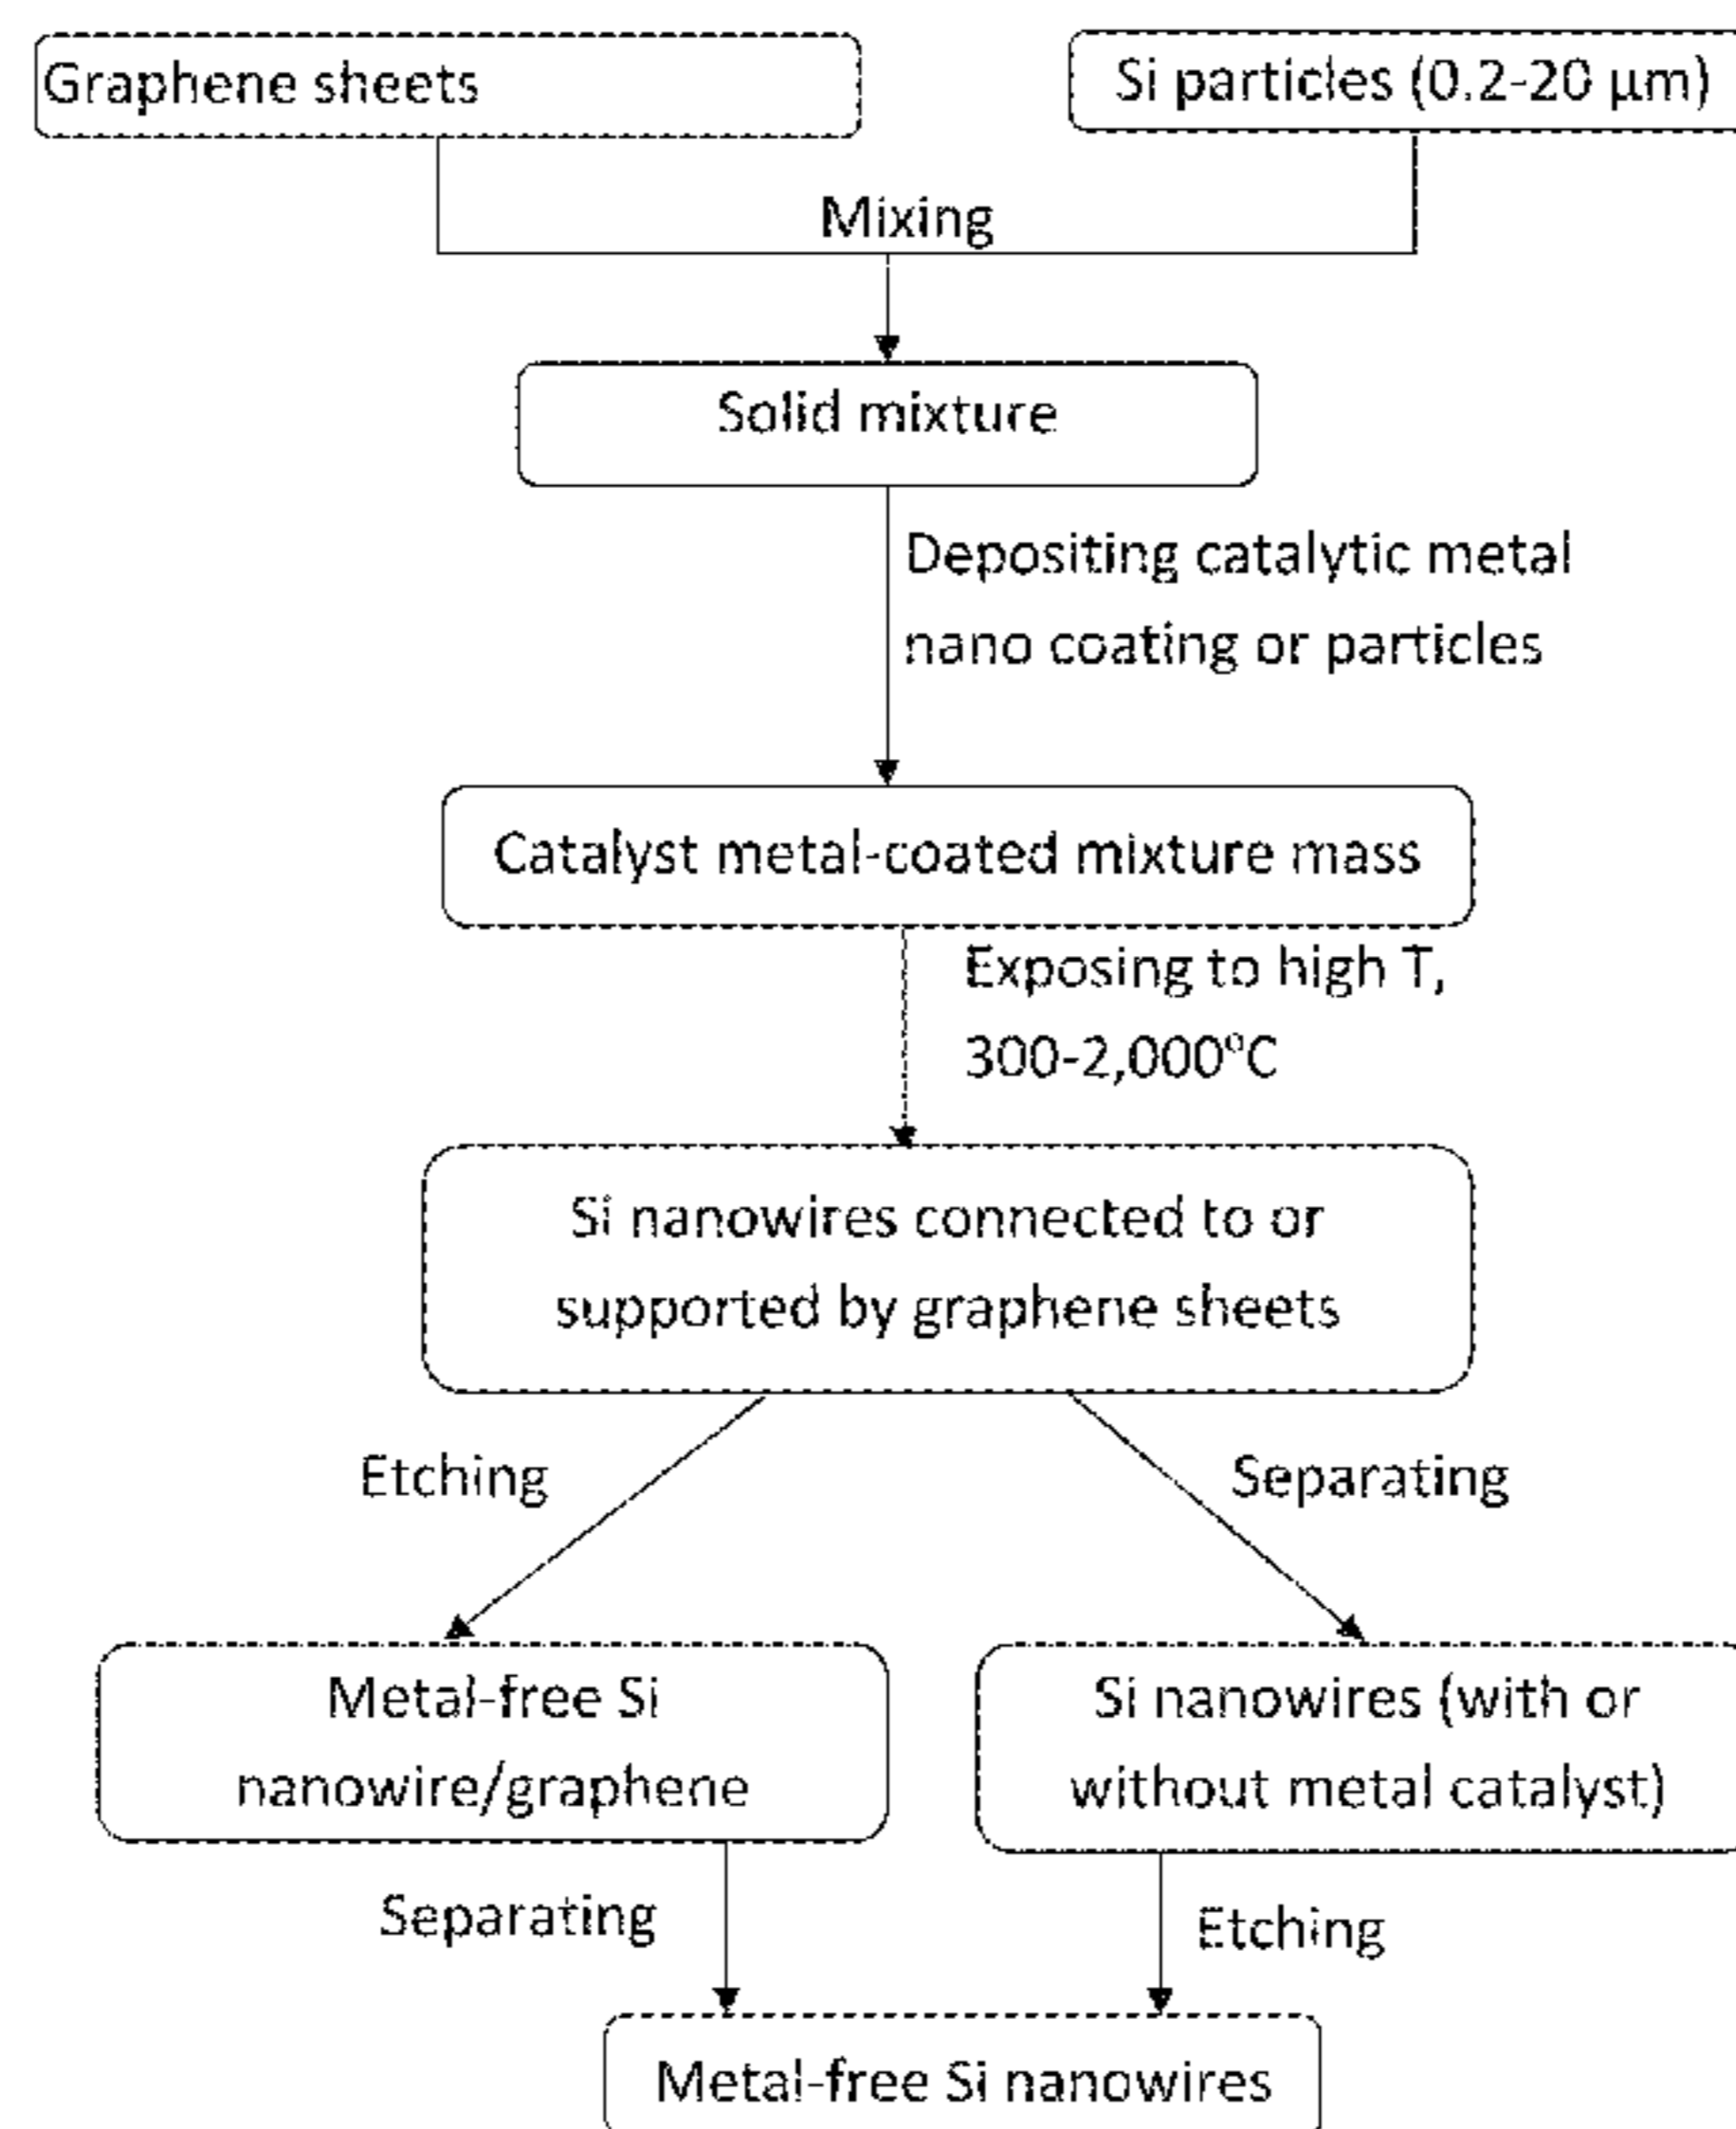 Graphene sheets
Si particles (0.2-20 µm)
Mixing
Solid mixture
Depositing catalytic metal
nano coating or particles
Catalyst metal-coated mixture mass
Exposing to high T,
300-2,000°C
Si nanowires connected to or
supported by graphene sheets
Etching
Separating
Metal-free Si
nanowire/graphene
Si nanowires (with or
without metal catalyst)
Separating
Etching
Metal-free Si nanowires